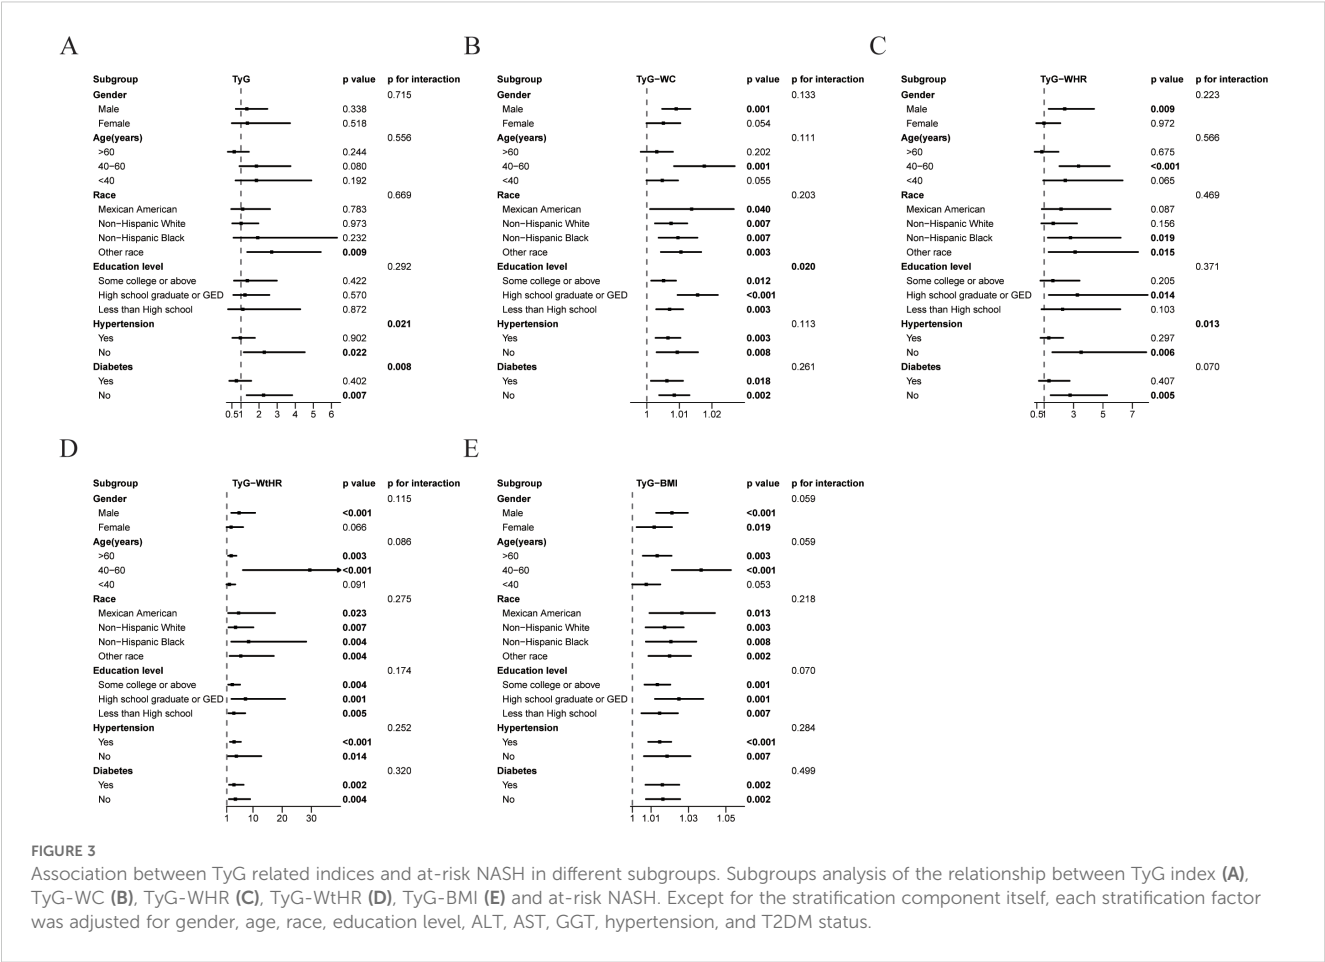 A
Subgroup TyG p value p for interaction
Gender 0.715
Male 0.338
Female 0.518
Age(years) 0.556
>60 0.244
40−60 0.080
<40 0.192
Race 0.669
Mexican American 0.783
Non−Hispanic White 0.973
Non−Hispanic Black 0.232
Other race 0.009
Education level 0.292
Some college or above 0.422
High school graduate or GED 0.570
Less than High school 0.872
Hypertension 0.021
Yes 0.902
No 0.022
Diabetes 0.008
Yes 0.402
No 0.007
0.5 1 2 3 4 5 6
B
Subgroup TyG−WC p value p for interaction
Gender 0.133
Male 0.001
Female 0.054
Age(years) 0.111
>60 0.202
40−60 0.001
<40 0.055
Race 0.203
Mexican American 0.040
Non−Hispanic White 0.007
Non−Hispanic Black 0.007
Other race 0.003
Education level 0.020
Some college or above 0.012
High school graduate or GED <0.001
Less than High school 0.003
Hypertension 0.113
Yes 0.003
No 0.008
Diabetes 0.261
Yes 0.018
No 0.002
1 1.01 1.02
C
Subgroup TyG−WHR p value p for interaction
Gender 0.223
Male 0.009
Female 0.972
Age(years) 0.566
>60 0.675
40−60 <0.001
<40 0.065
Race 0.469
Mexican American 0.087
Non−Hispanic White 0.156
Non−Hispanic Black 0.019
Other race 0.015
Education level 0.371
Some college or above 0.205
High school graduate or GED 0.014
Less than High school 0.103
Hypertension 0.013
Yes 0.297
No 0.006
Diabetes 0.070
Yes 0.407
No 0.005
0.5 1 3 5 7
D
Subgroup TyG−WtHR p value p for interaction
Gender 0.115
Male <0.001
Female 0.066
Age(years) 0.086
>60 0.003
40−60 <0.001
<40 0.091
Race 0.275
Mexican American 0.023
Non−Hispanic White 0.007
Non−Hispanic Black 0.004
Other race 0.004
Education level 0.174
Some college or above 0.004
High school graduate or GED 0.001
Less than High school 0.005
Hypertension 0.252
Yes <0.001
No 0.014
Diabetes 0.320
Yes 0.002
No 0.004
1 10 20 30
E
Subgroup TyG−BMI p value p for interaction
Gender 0.059
Male <0.001
Female 0.019
Age(years) 0.059
>60 0.003
40−60 <0.001
<40 0.053
Race 0.218
Mexican American 0.013
Non−Hispanic White 0.003
Non−Hispanic Black 0.008
Other race 0.002
Education level 0.070
Some college or above 0.001
High school graduate or GED 0.001
Less than High school 0.007
Hypertension 0.284
Yes <0.001
No 0.007
Diabetes 0.499
Yes 0.002
No 0.002
1 1.01 1.03 1.05
FIGURE 3
Association between TyG related indices and at-risk NASH in different subgroups. Subgroups analysis of the relationship between TyG index (A),
TyG-WC (B), TyG-WHR (C), TyG-WtHR (D), TyG-BMI (E) and at-risk NASH. Except for the stratification component itself, each stratification factor
was adjusted for gender, age, race, education level, ALT, AST, GGT, hypertension, and T2DM status.